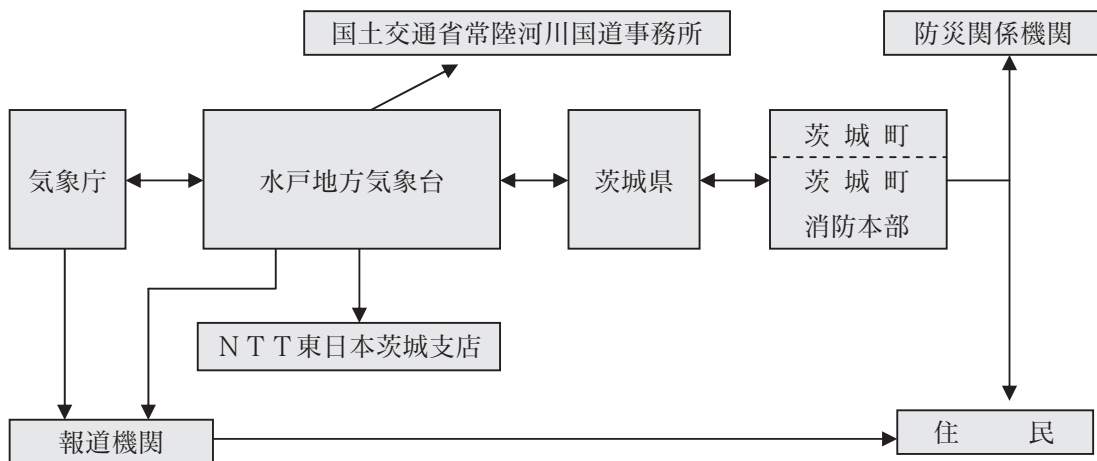 国土交通省常陸河川国道事務所
防災関係機関
気象庁
水戸地方気象台
茨城県
茨 城 町
茨 城 町
消防本部
ＮＴＴ東日本茨城支店
報道機関
住　　民